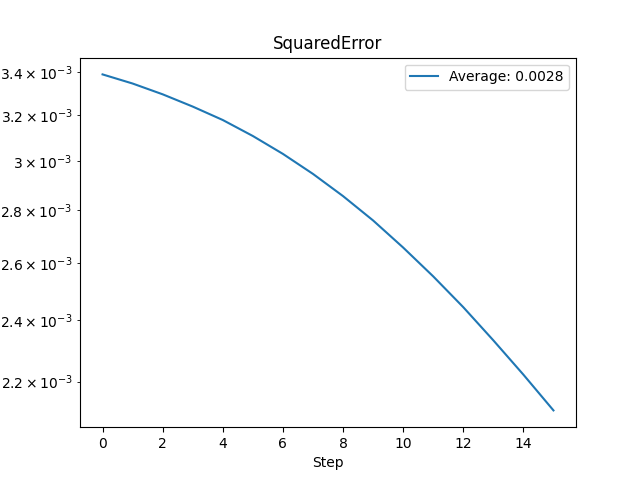 SquaredError
Average: 0.0028
3.4 × 10⁻³
3.2 × 10⁻³
3 × 10⁻³
2.8 × 10⁻³
2.6 × 10⁻³
2.4 × 10⁻³
2.2 × 10⁻³
0 2 4 6 8 10 12 14
Step